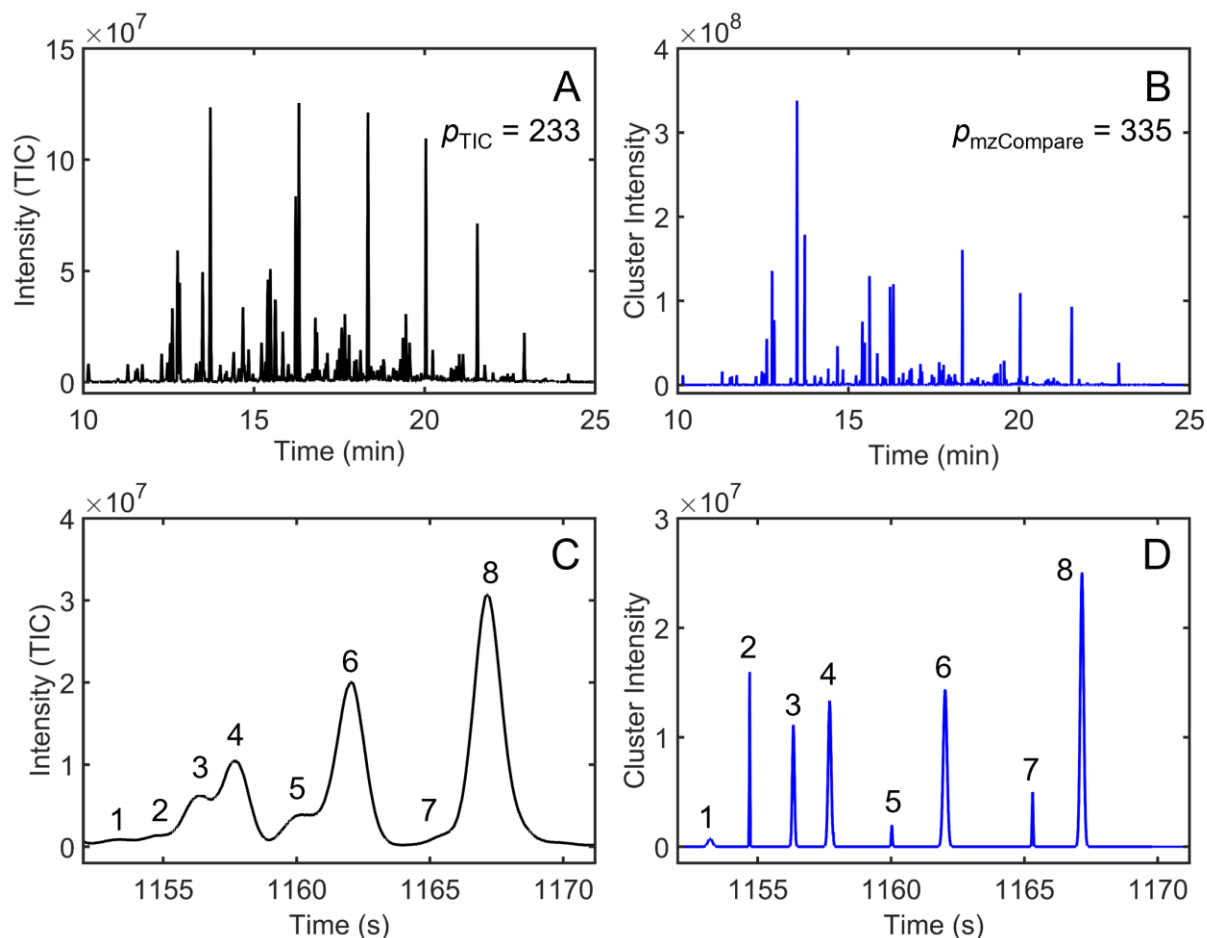 ×10⁷
15
10
5
0
Intensity (TIC)
A
pTIC = 233
10 15 20 25
Time (min)
×10⁸
4
3
2
1
0
Cluster Intensity
B
pmzCompare = 335
10 15 20 25
Time (min)
×10⁷
4
3
2
1
0
Intensity (TIC)
C
1 2 3 4 5 6 7 8
1155 1160 1165 1170
Time (s)
×10⁷
3
2
1
0
Cluster Intensity
D
1 2 3 4 5 6 7 8
1155 1160 1165 1170
Time (s)